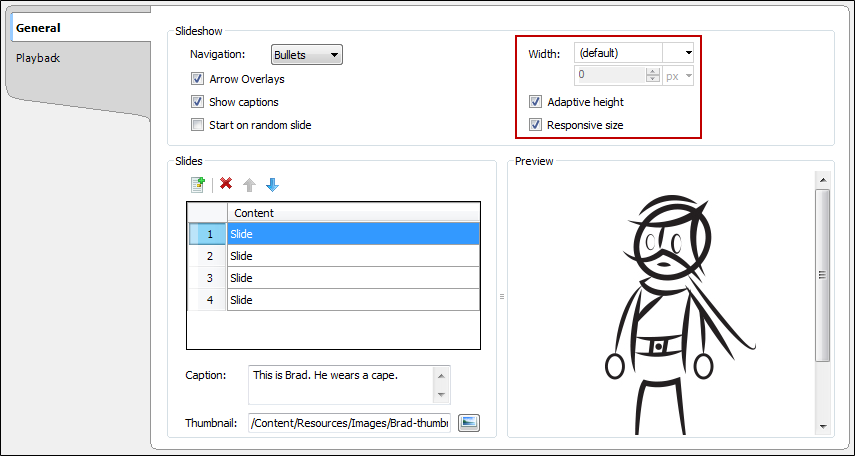 General
Playback
Slideshow
Navigation: Bullets
Arrow Overlays
Show captions
Start on random slide
Width: (default)
0 px
Adaptive height
Responsive size
Slides
Content
1 Slide
2 Slide
3 Slide
4 Slide
Caption: This is Brad. He wears a cape.
Thumbnail: /Content/Resources/Images/Brad-thumb
Preview